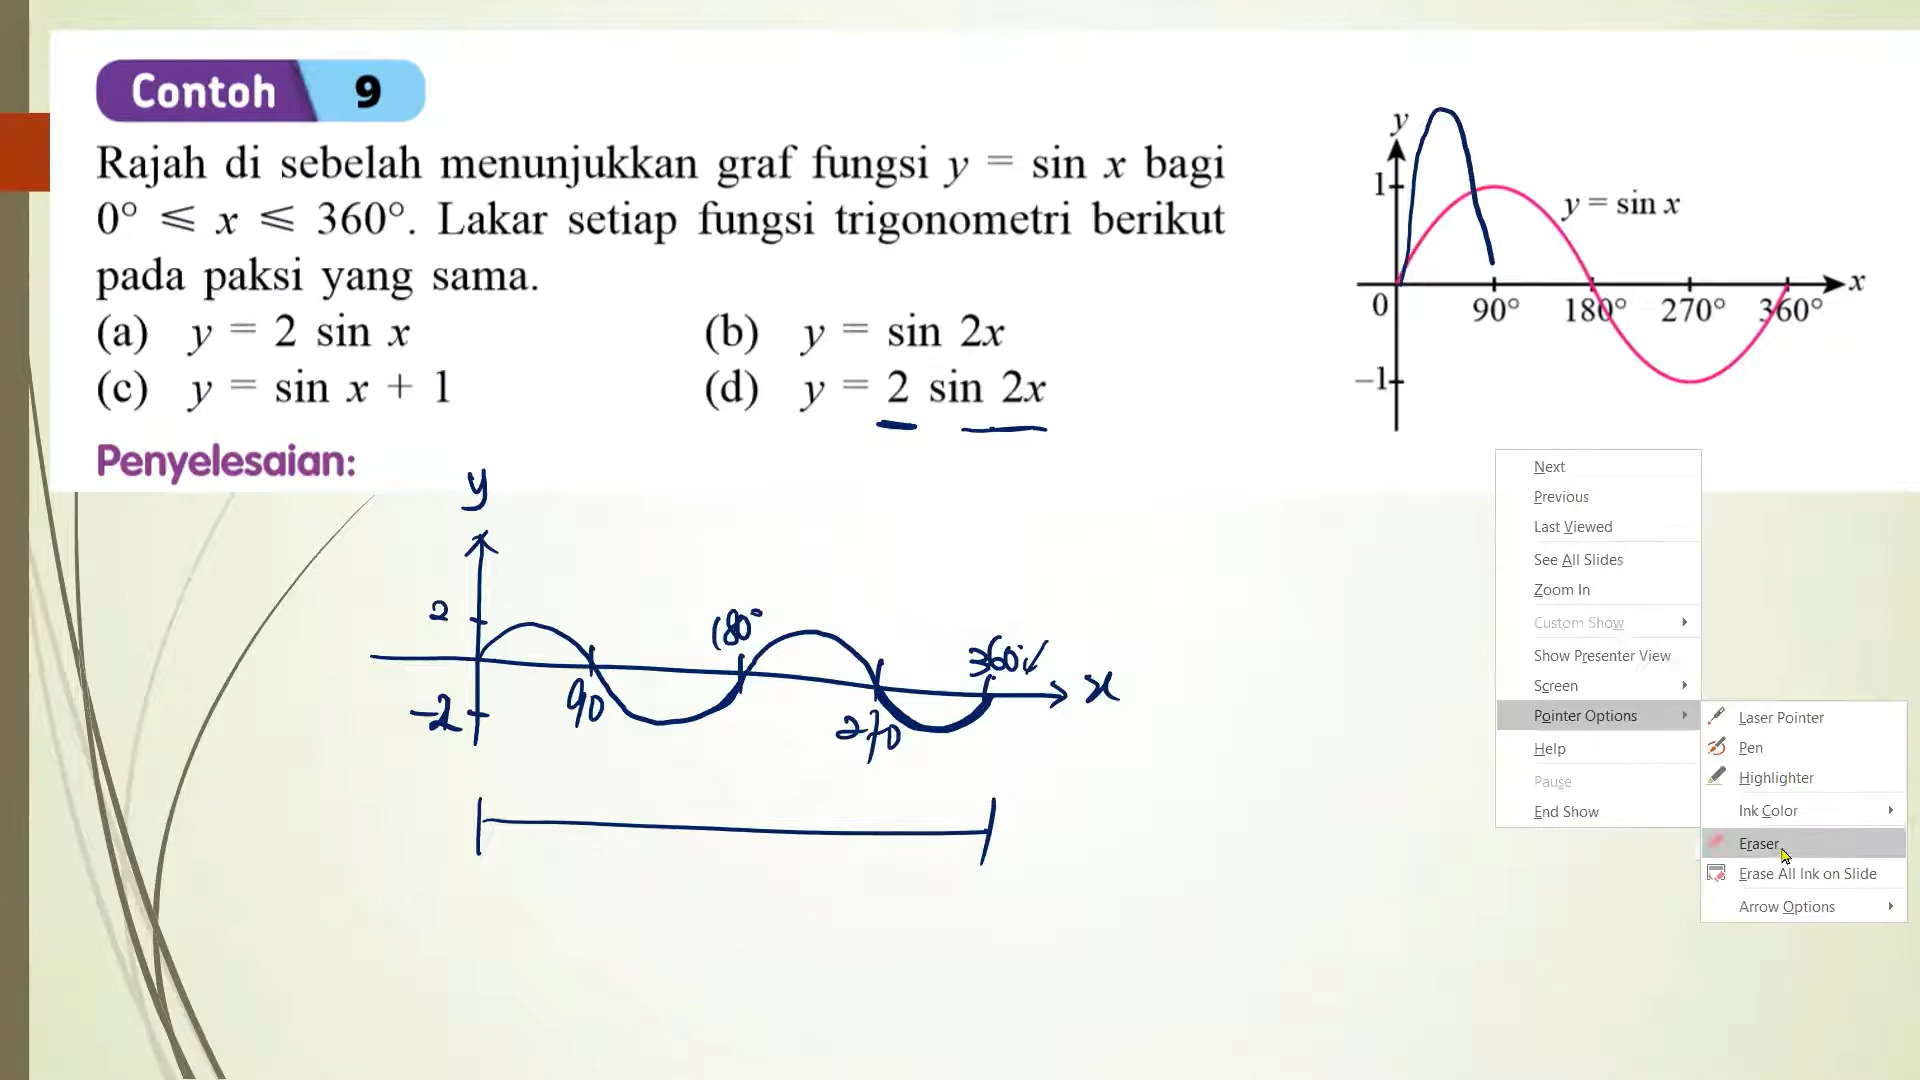 Contoh 9
Rajah di sebelah menunjukkan graf fungsi y = sin x bagi
0° ⩽ x ⩽ 360°. Lakar setiap fungsi trigonometri berikut
pada paksi yang sama.
(a) y = 2 sin x (b) y = sin 2x
(c) y = sin x + 1 (d) y = 2 sin 2x
Penyelesaian:
y
1
y = sin x
0 90° 180° 270° 360° x
−1
y
2
180°
360°
x
-2
90
270
Next
Previous
Last Viewed
See All Slides
Zoom In
Custom Show
Show Presenter View
Screen
Pointer Options
Help
Pause
End Show
Laser Pointer
Pen
Highlighter
Ink Color
Eraser
Erase All Ink on Slide
Arrow Options